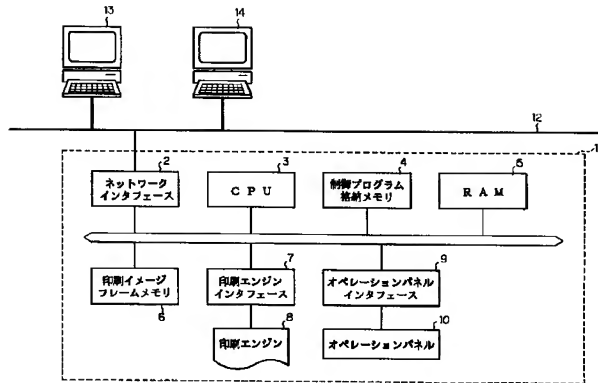 13
14
12
1
2
ネットワーク
インタフェース
3
CPU
4
制御プログラム
格納メモリ
5
RAM
印刷イメージ
フレームメモリ
6
7
印刷エンジン
インタフェース
8
印刷エンジン
9
オペレーションパネル
インタフェース
10
オペレーションパネル